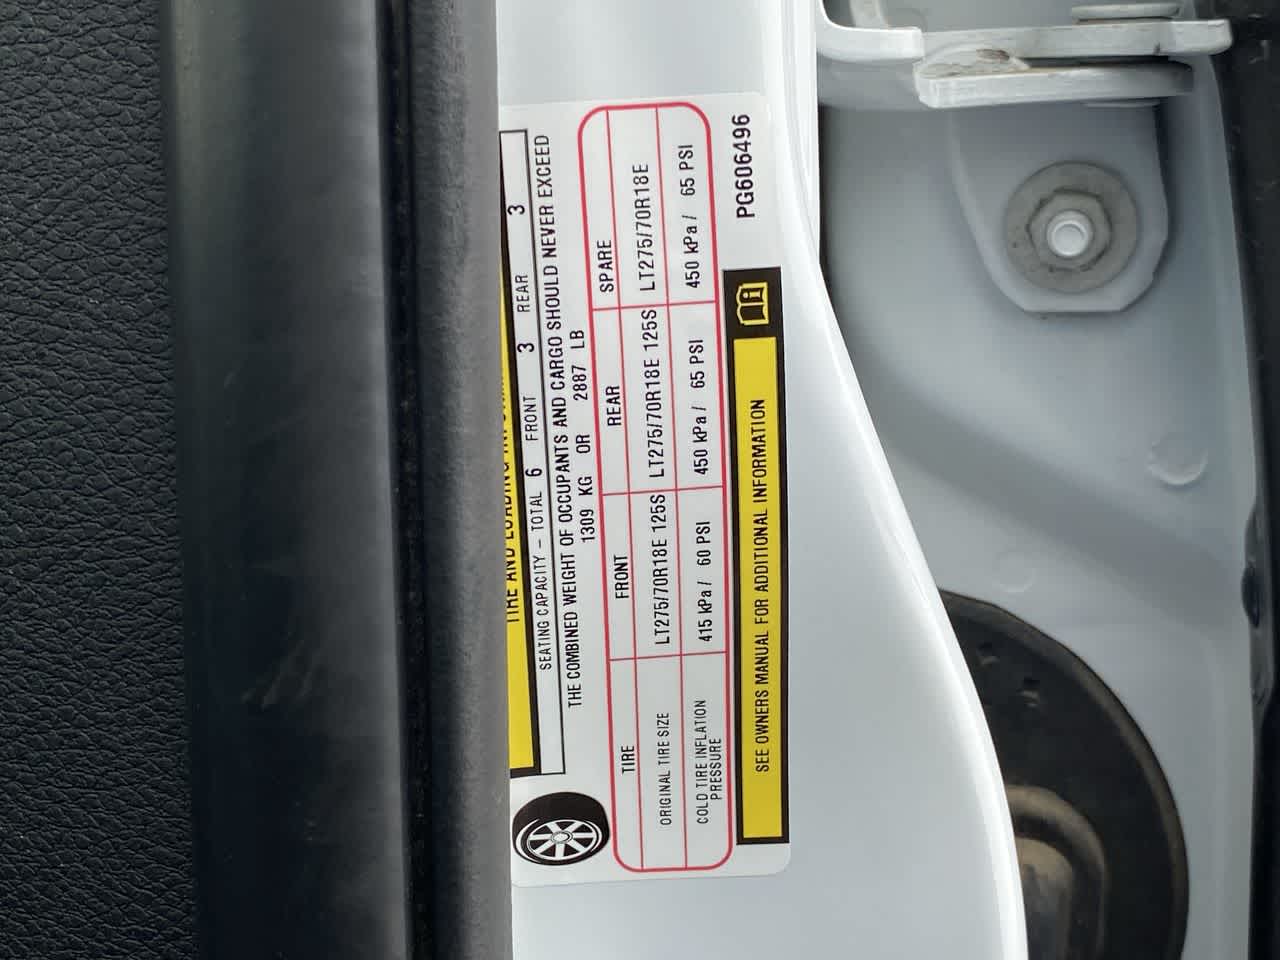 TIRE AND LOADING
SEATING CAPACITY – TOTAL 6 FRONT 3 REAR 3
THE COMBINED WEIGHT OF OCCUPANTS AND CARGO SHOULD NEVER EXCEED
1309 KG OR 2887 LB
TIRE FRONT REAR SPARE
ORIGINAL TIRE SIZE LT275/70R18E 125S LT275/70R18E 125S LT275/70R18E
COLD TIRE INFLATION PRESSURE 415 kPa / 60 PSI 450 kPa / 65 PSI 450 kPa / 65 PSI
SEE OWNERS MANUAL FOR ADDITIONAL INFORMATION
PG606496